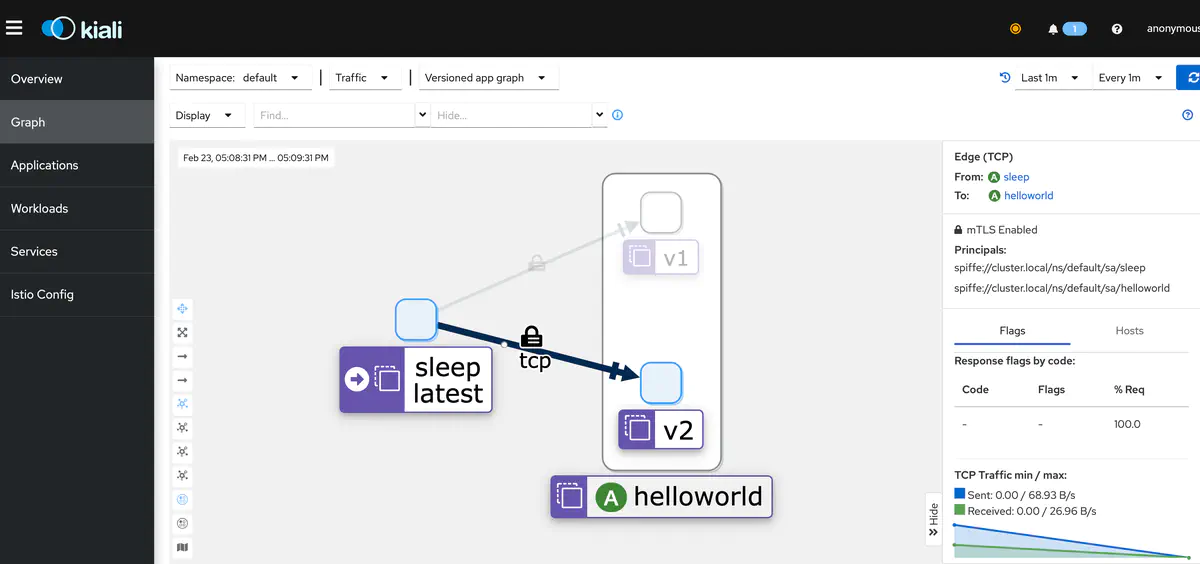 kiali
1
anonymous
Overview
Graph
Applications
Workloads
Services
Istio Config
Namespace: default
Traffic
Versioned app graph
Last 1m
Every 1m
Display
Find...
Hide...
Feb 23, 05:08:31 PM ... 05:09:31 PM
v1
tcp
sleep
latest
v2
A helloworld
Hide
Edge (TCP)
From: A sleep
To: A helloworld
mTLS Enabled
Principals:
spiffe://cluster.local/ns/default/sa/sleep
spiffe://cluster.local/ns/default/sa/helloworld
Flags Hosts
Response flags by code:
Code Flags % Req
- - 100.0
TCP Traffic min / max:
Sent: 0.00 / 68.93 B/s
Received: 0.00 / 26.96 B/s